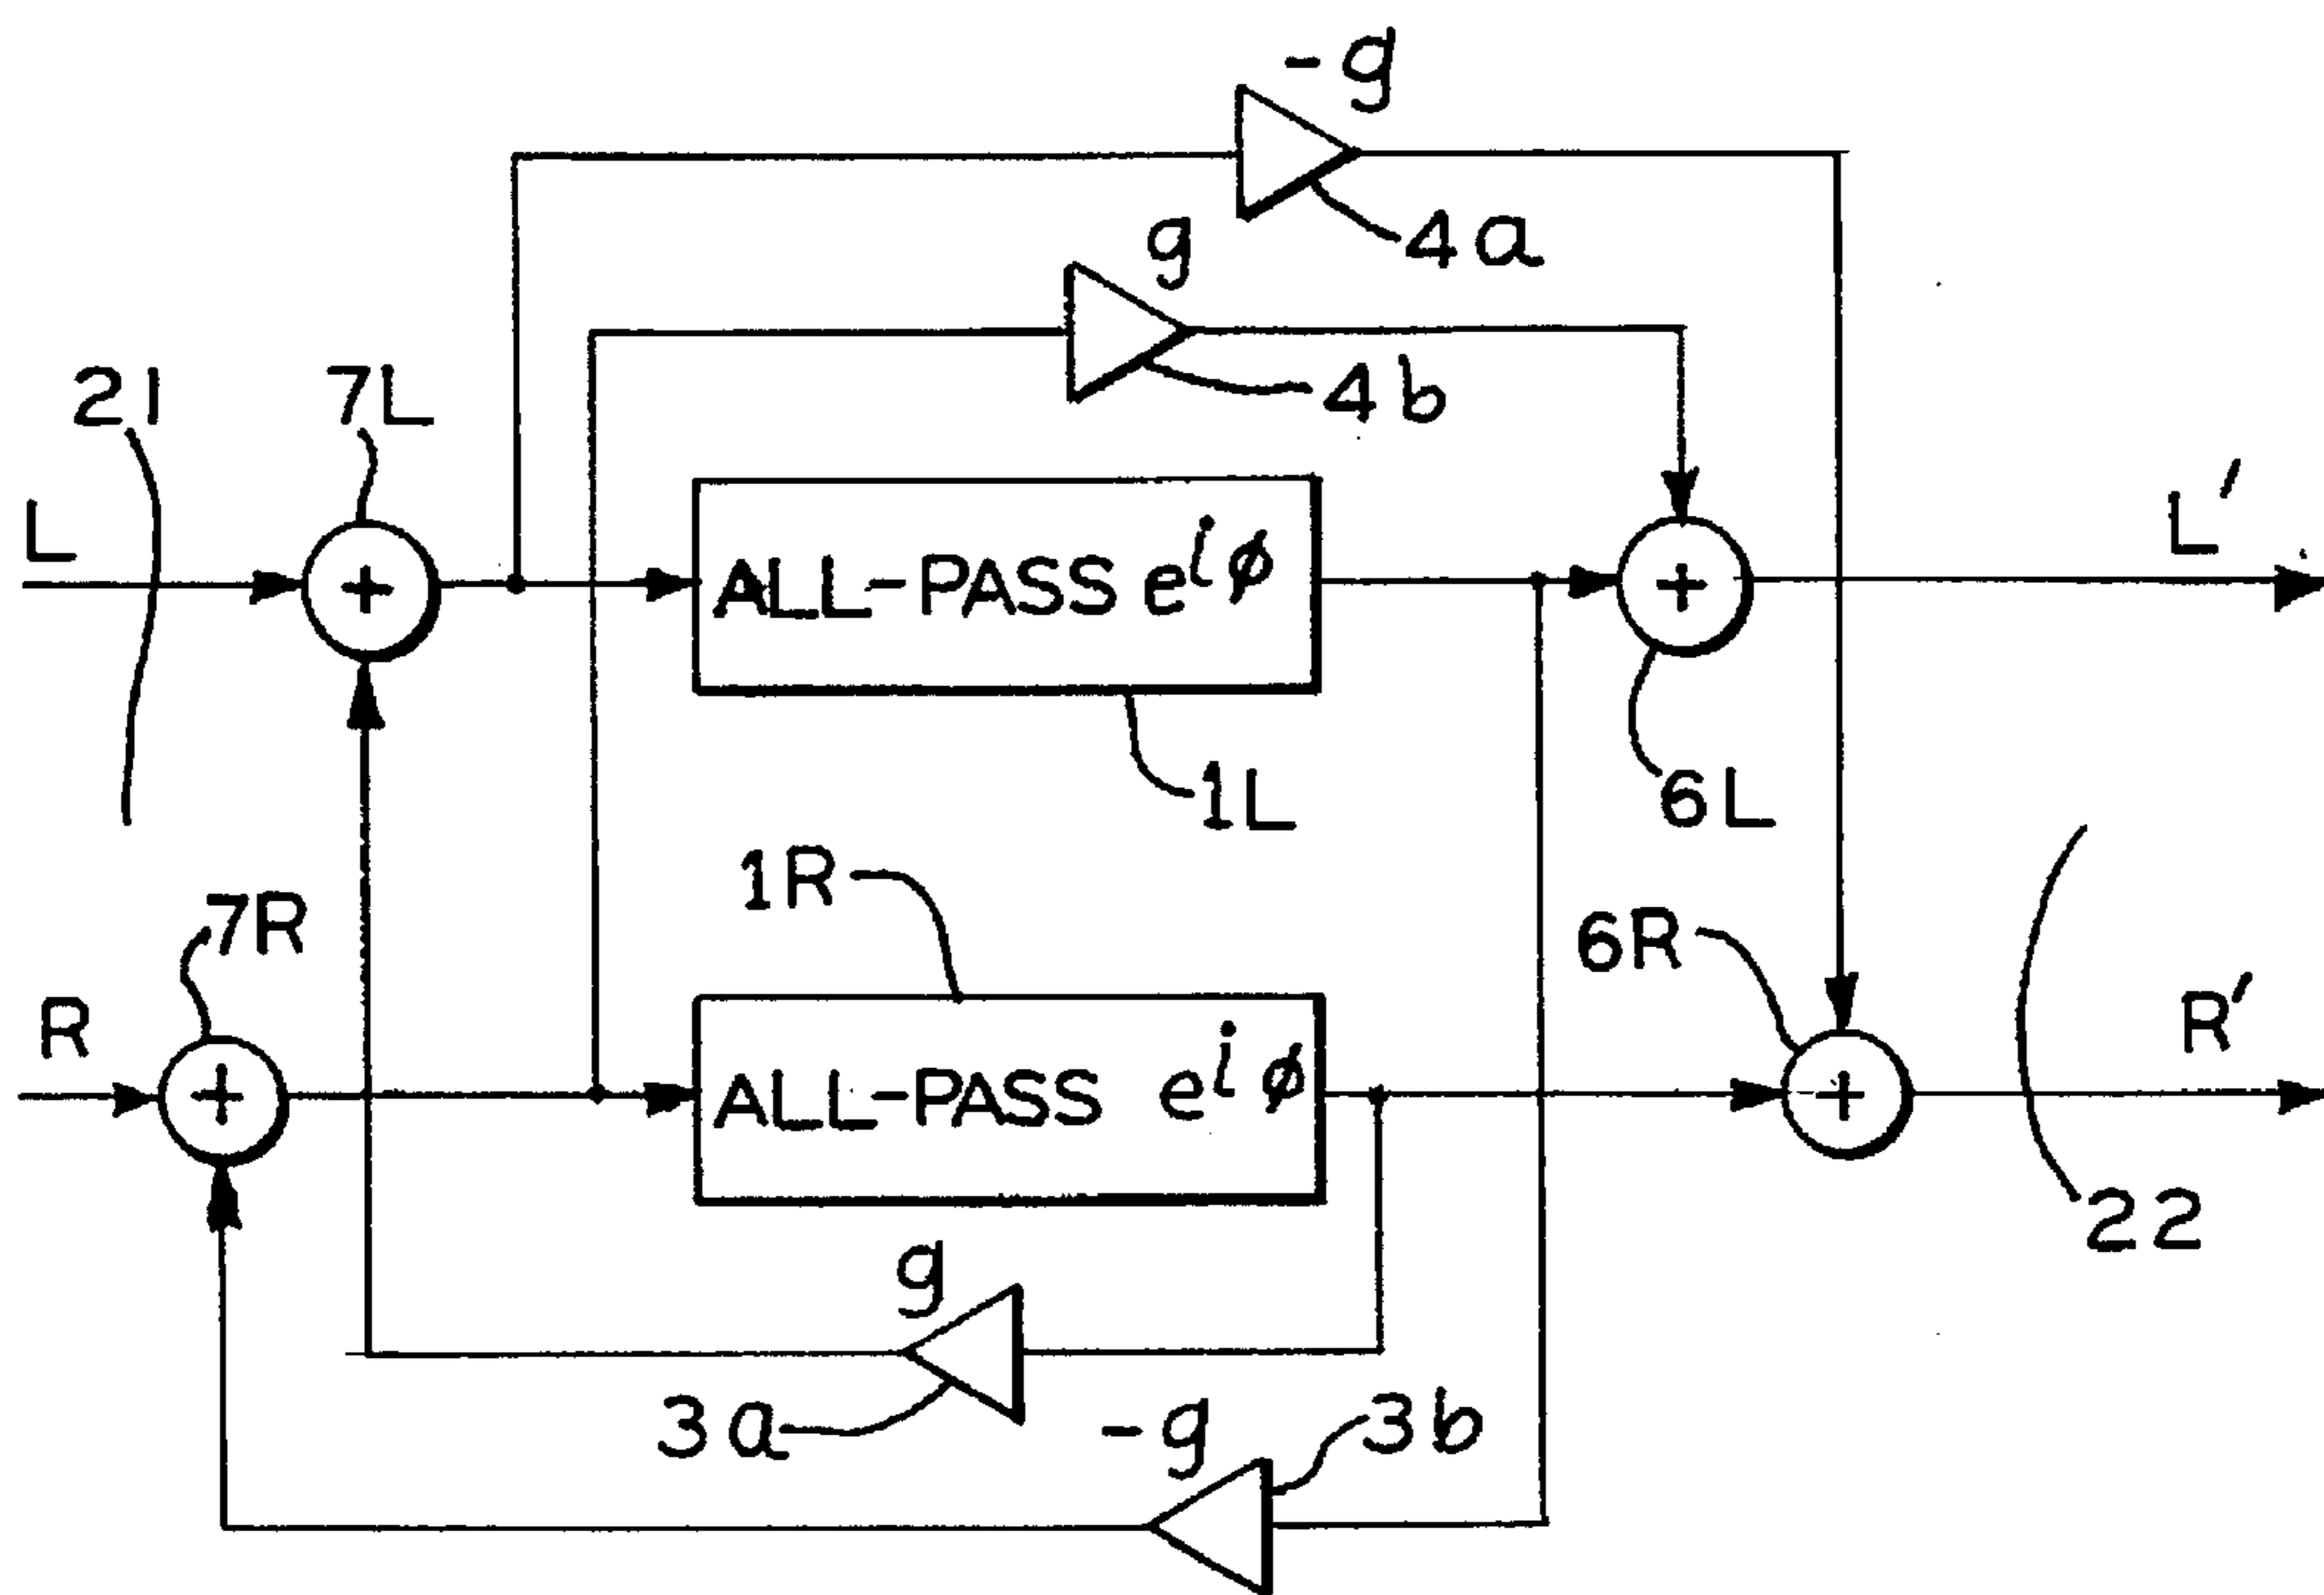 -g
4a
g
4b
21
7L
L
ALL-PASS e^iϕ
L′
1L
6L
1R
7R
6R
R
ALL-PASS e^iϕ
R′
22
g
3a
-g
3b